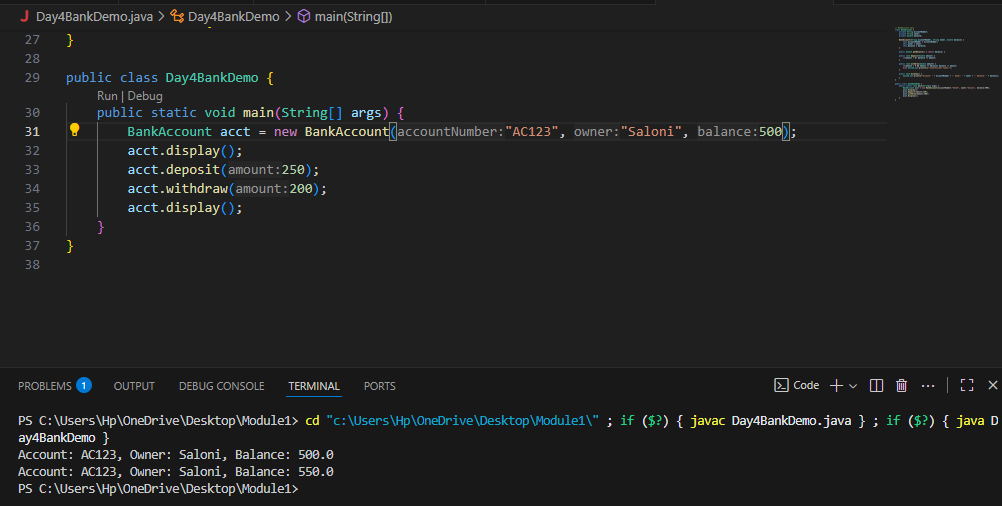 Day4BankDemo.java > Day4BankDemo > main(String[])
27 }
28
29 public class Day4BankDemo {
Run | Debug
30 public static void main(String[] args) {
31 BankAccount acct = new BankAccount(accountNumber:"AC123", owner:"Saloni", balance:500);
32 acct.display();
33 acct.deposit(amount:250);
34 acct.withdraw(amount:200);
35 acct.display();
36 }
37 }
38
PROBLEMS 1 OUTPUT DEBUG CONSOLE TERMINAL PORTS Code
PS C:\Users\Hp\OneDrive\Desktop\Module1> cd "c:\Users\Hp\OneDrive\Desktop\Module1\" ; if ($?) { javac Day4BankDemo.java } ; if ($?) { java D
ay4BankDemo }
Account: AC123, Owner: Saloni, Balance: 500.0
Account: AC123, Owner: Saloni, Balance: 550.0
PS C:\Users\Hp\OneDrive\Desktop\Module1>